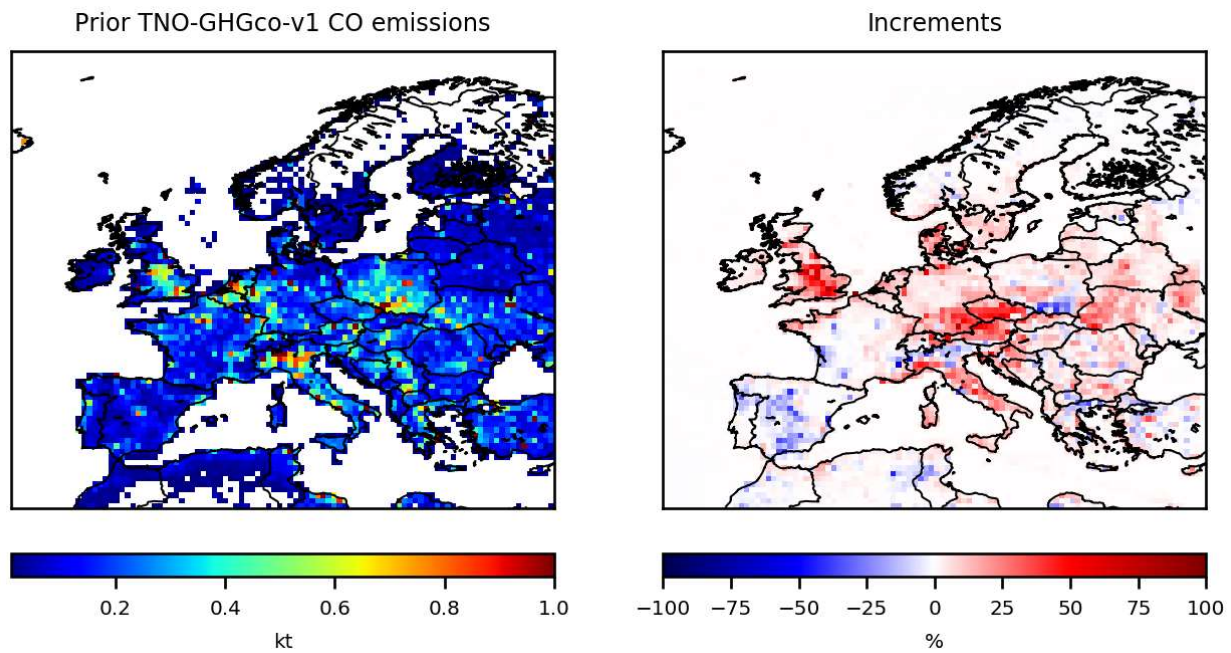 Prior TNO-GHGco-v1 CO emissions
Increments
0.2 0.4 0.6 0.8 1.0
kt
−100 −75 −50 −25 0 25 50 75 100
%